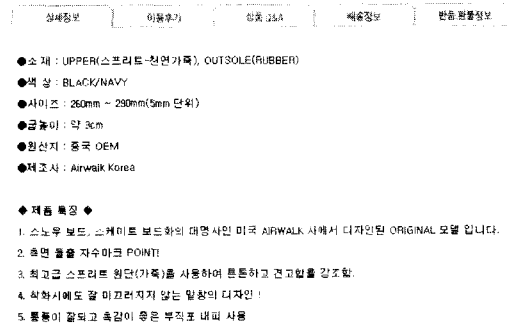 상세정보 이용후기 상품 Q&A 배송정보 반품/환불정보
●소 재 : UPPER(스프리트-천연가죽), OUTSOLE(RUBBER)
●색 상 : BLACK/NAVY
●사이즈 : 260mm ~ 290mm(5mm 단위)
●굽높이 : 약 3cm
●원산지 : 중국 OEM
●제조사 : Airwalk Korea
◆ 제품 특징 ◆
1. 스노우 보드, 스케이트 보드화의 대명사인 미국 AIRWALK 사에서 디자인된 ORIGINAL 모델 입니다.
2. 측면 돌출 자수마크 POINT!
3. 최고급 스프리트 원단(가죽)을 사용하여 튼튼하고 견고함을 강조함.
4. 착화시에도 잘 미끄러지지 않는 밑창의 디자인 !
5. 통풍이 잘되고 촉감이 좋은 부직포 내피 사용